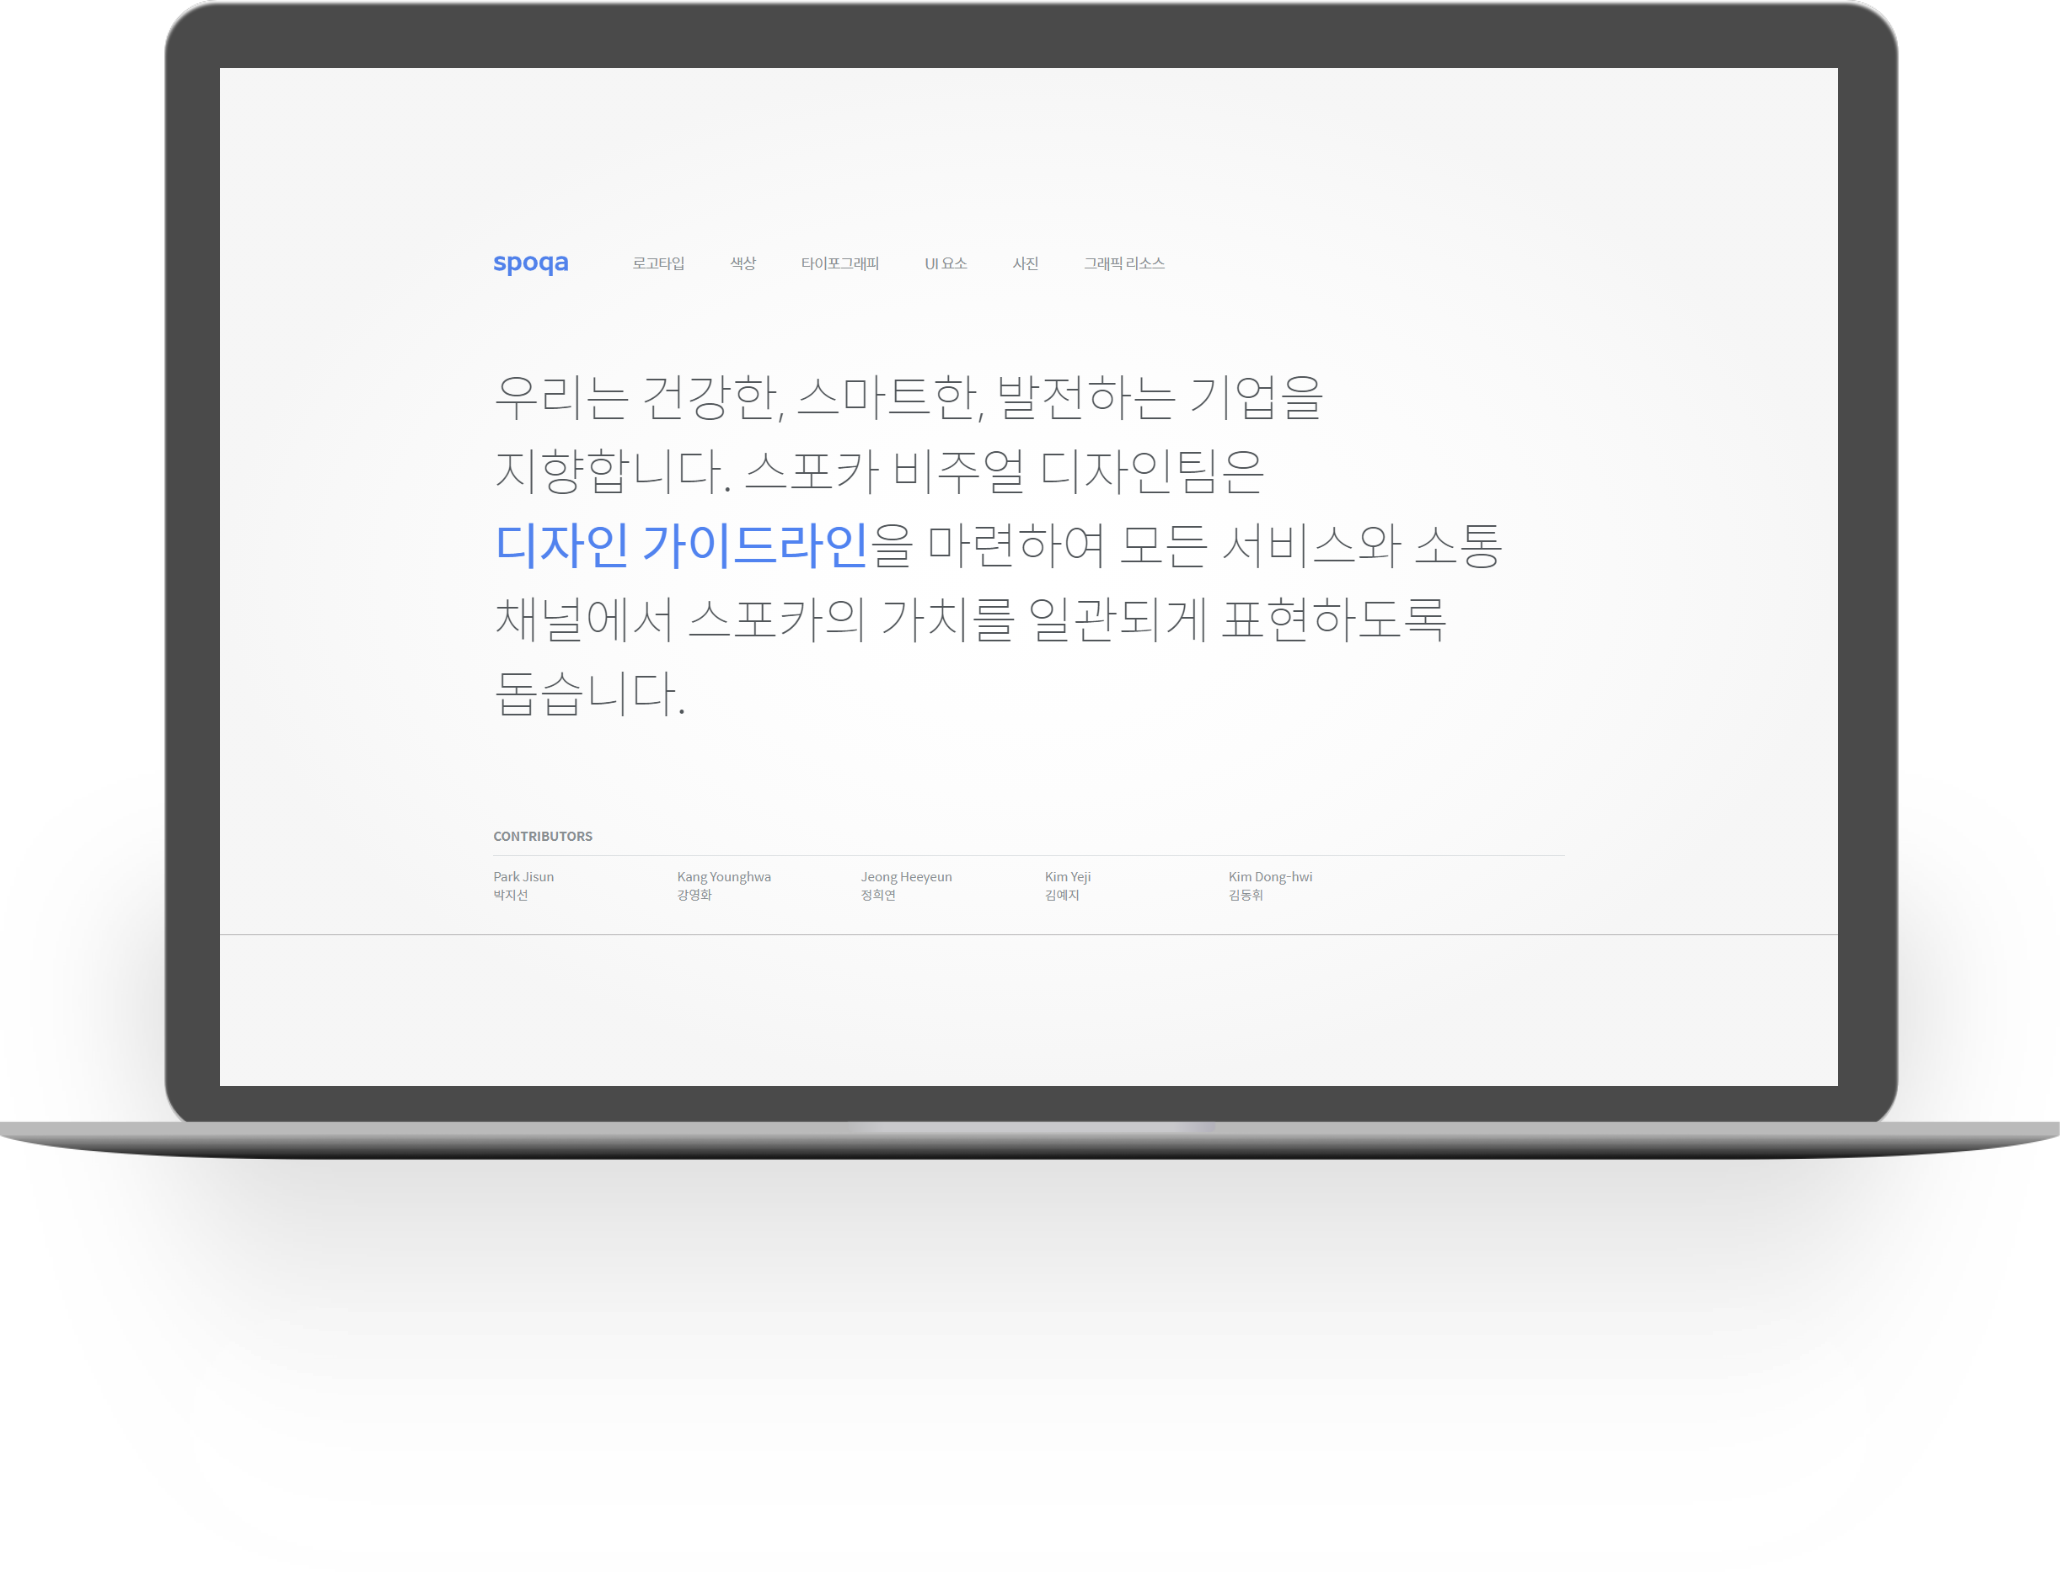 spoqa 로고타입 색상 타이포그래피 UI 요소 사진 그래픽 리소스
우리는 건강한, 스마트한, 발전하는 기업을
지향합니다. 스포카 비주얼 디자인팀은
디자인 가이드라인을 마련하여 모든 서비스와 소통
채널에서 스포카의 가치를 일관되게 표현하도록
돕습니다.
CONTRIBUTORS
Park Jisun Kang Younghwa Jeong Heeyeun Kim Yeji Kim Dong-hwi
박지선 강영화 정희연 김예지 김동휘